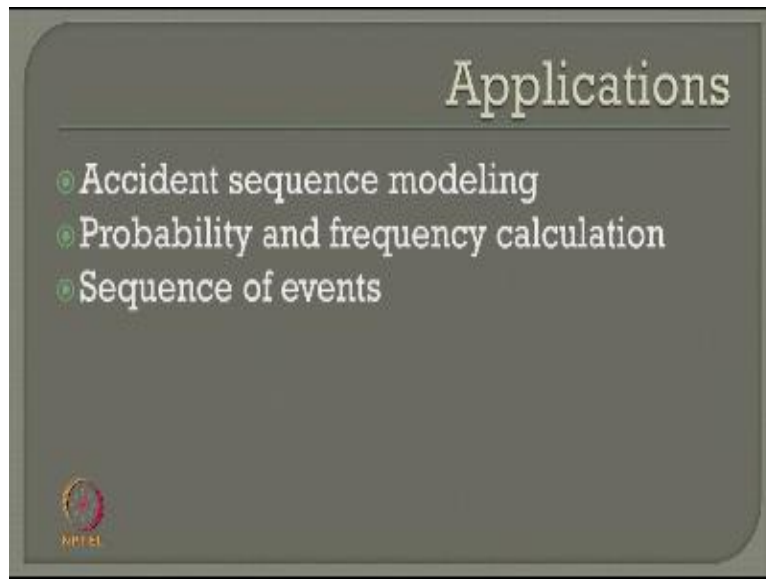 Applications
Accident sequence modeling
Probability and frequency calculation
Sequence of events
NPTEL